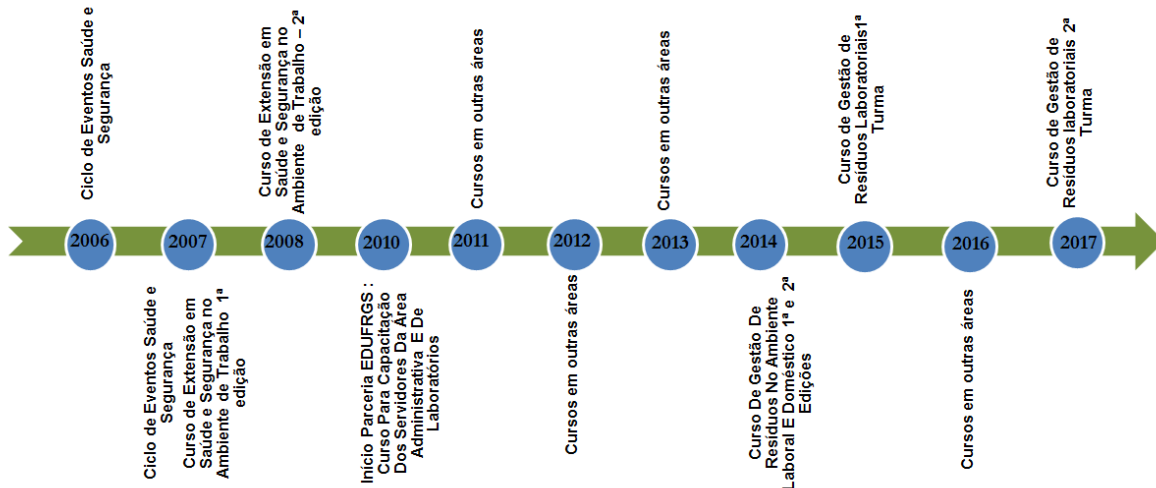 Ciclo de Eventos Saúde e
Segurança
Curso de Extensão em
Saúde e Segurança no
Ambiente de Trabalho – 2ª
edição
Cursos em outras áreas
Cursos em outras áreas
Curso de Gestão de
Resíduos Laboratoriais1ª
Turma
Curso de Gestão de
Resíduos laboratoriais 2ª
Turma
2006
2007
2008
2010
2011
2012
2013
2014
2015
2016
2017
Ciclo de Eventos Saúde e
Segurança
Curso de Extensão em
Saúde e Segurança no
Ambiente de Trabalho 1ª
edição
Início Parceria EDUFRGS :
Curso Para Capacitação
Dos Servidores Da Área
Administrativa E De
Laboratórios
Cursos em outras áreas
Curso De Gestão De
Resíduos No Ambiente
Laboral E Doméstico 1ª e 2ª
Edições
Cursos em outras áreas